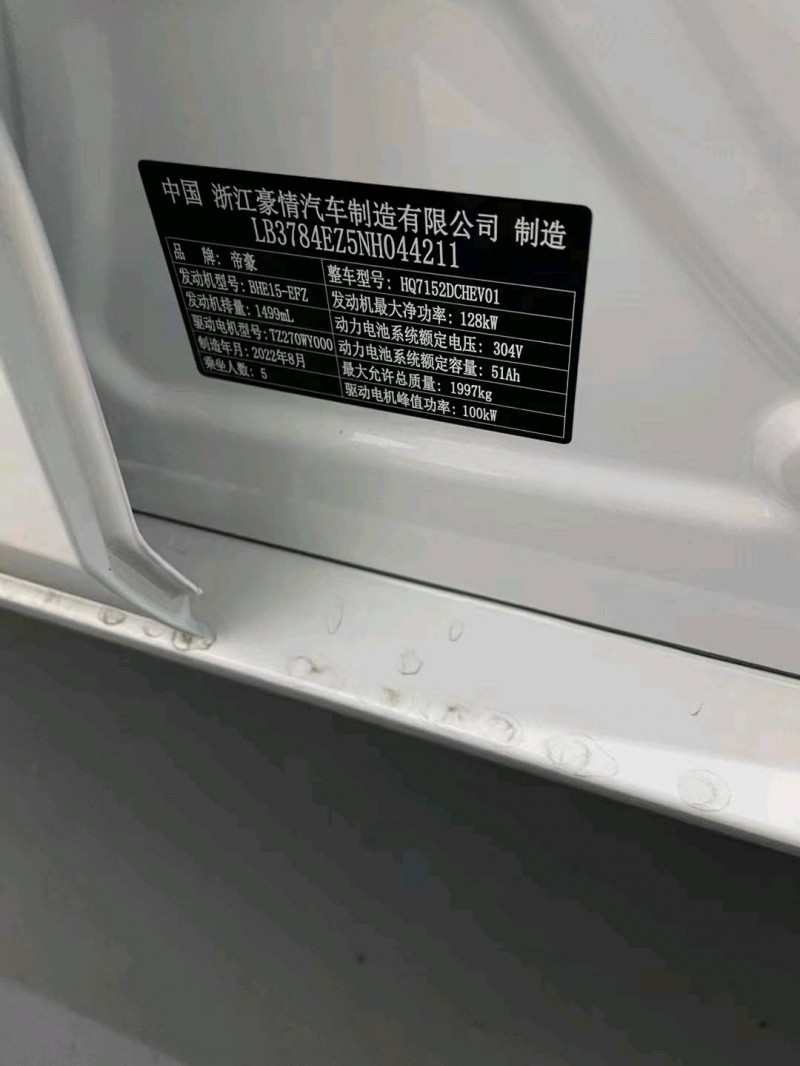 中国 浙江豪情汽车制造有限公司 制造
LB3784EZ5NH044211
品 牌: 帝豪 整车型号: HQ7152DCHEV01
发动机型号: BHE15-EFZ 发动机最大净功率: 128kW
发动机排量: 1499mL 动力电池系统额定电压: 304V
驱动电机型号: TZ270WY000 动力电池系统额定容量: 51Ah
制造年月: 2022年8月 最大允许总质量: 1997kg
乘坐人数: 5 驱动电机峰值功率: 100kW